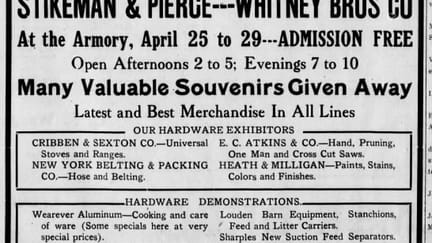 STIKEMAN & PIERCE---WHITNEY BROS CO
At the Armory, April 25 to 29---ADMISSION FREE
Open Afternoons 2 to 5; Evenings 7 to 10
Many Valuable Souvenirs Given Away
Latest and Best Merchandise In All Lines
OUR HARDWARE EXHIBITORS
CRIBBEN & SEXTON CO.—Universal
Stoves and Ranges.
NEW YORK BELTING & PACKING
CO.—Hose and Belting.
E. C. ATKINS & CO.—Hand, Pruning,
One Man and Cross Cut Saws.
HEATH & MILLIGAN—Paints, Stains,
Colors and Finishes.
HARDWARE DEMONSTRATIONS.
Wearever Aluminum—Cooking and care
of ware (Some specials here at very
special prices).
Louden Barn Equipment, Stanchions,
Feed and Litter Carriers.
Sharples New Suction Feed Separators.